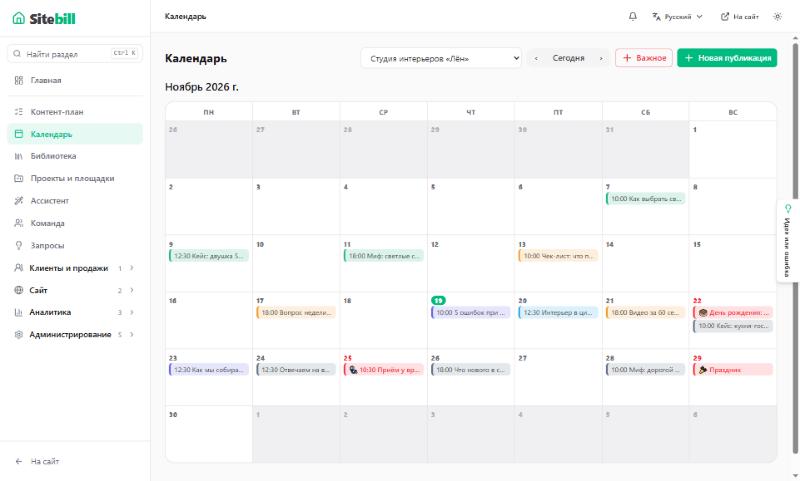 Sitebill
Календарь
Русский
На сайт
Найти раздел
Ctrl K
Главная
Контент-план
Календарь
Библиотека
Проекты и площадки
Ассистент
Команда
Запросы
Клиенты и продажи 1
Сайт 2
Аналитика 3
Администрирование 5
На сайт
Календарь
Студия интерьеров «Лён»
‹ Сегодня ›
+ Важное
+ Новая публикация
Ноябрь 2026 г.
ПН ВТ СР ЧТ ПТ СБ ВС
26 27 28 29 30 31 1
2 3 4 5 6 7 8
10:00 Как выбрать св...
9 10 11 12 13 14 15
12:30 Кейс: двушка 5...
18:00 Миф: светлые с...
10:00 Чек-лист: что п...
16 17 18 19 20 21 22
18:00 Вопрос недели...
10:00 5 ошибок при ...
12:30 Интерьер в ци...
18:00 Видео за 60 се...
День рождения: ...
10:00 Кейс: кухня-гос...
23 24 25 26 27 28 29
12:30 Как мы собира...
12:30 Отвечаем на в...
10:30 Приём у вр...
18:00 Что нового в с...
10:00 Миф: дорогой ...
Праздник
30 1 2 3 4 5 6
Идея или ошибка